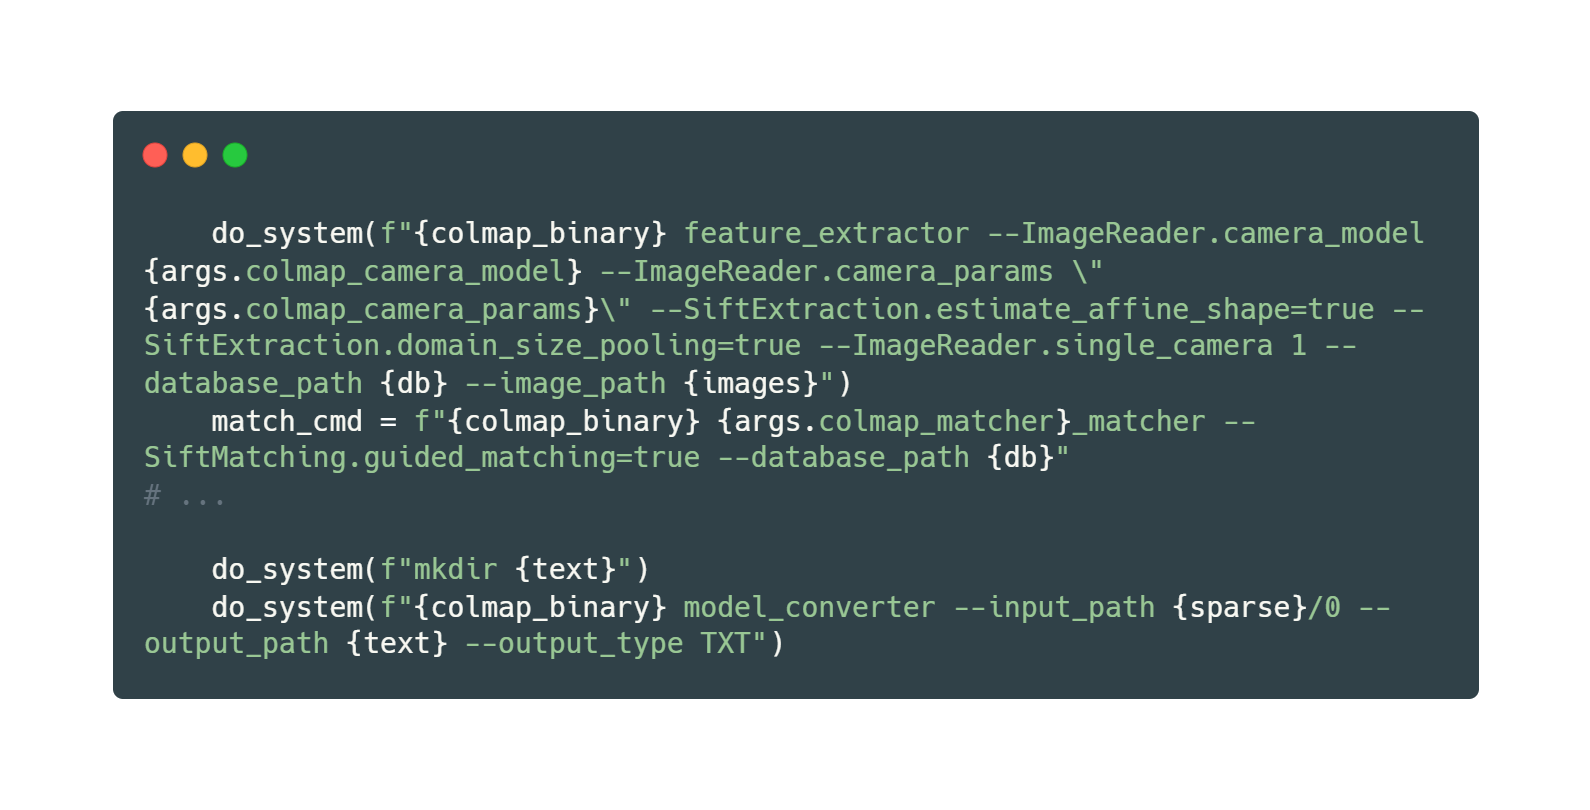 do_system(f"{colmap_binary} feature_extractor --ImageReader.camera_model
{args.colmap_camera_model} --ImageReader.camera_params \"
{args.colmap_camera_params}\" --SiftExtraction.estimate_affine_shape=true --
SiftExtraction.domain_size_pooling=true --ImageReader.single_camera 1 --
database_path {db} --image_path {images}")
    match_cmd = f"{colmap_binary} {args.colmap_matcher}_matcher --
SiftMatching.guided_matching=true --database_path {db}"
# ...
    do_system(f"mkdir {text}")
    do_system(f"{colmap_binary} model_converter --input_path {sparse}/0 --
output_path {text} --output_type TXT")